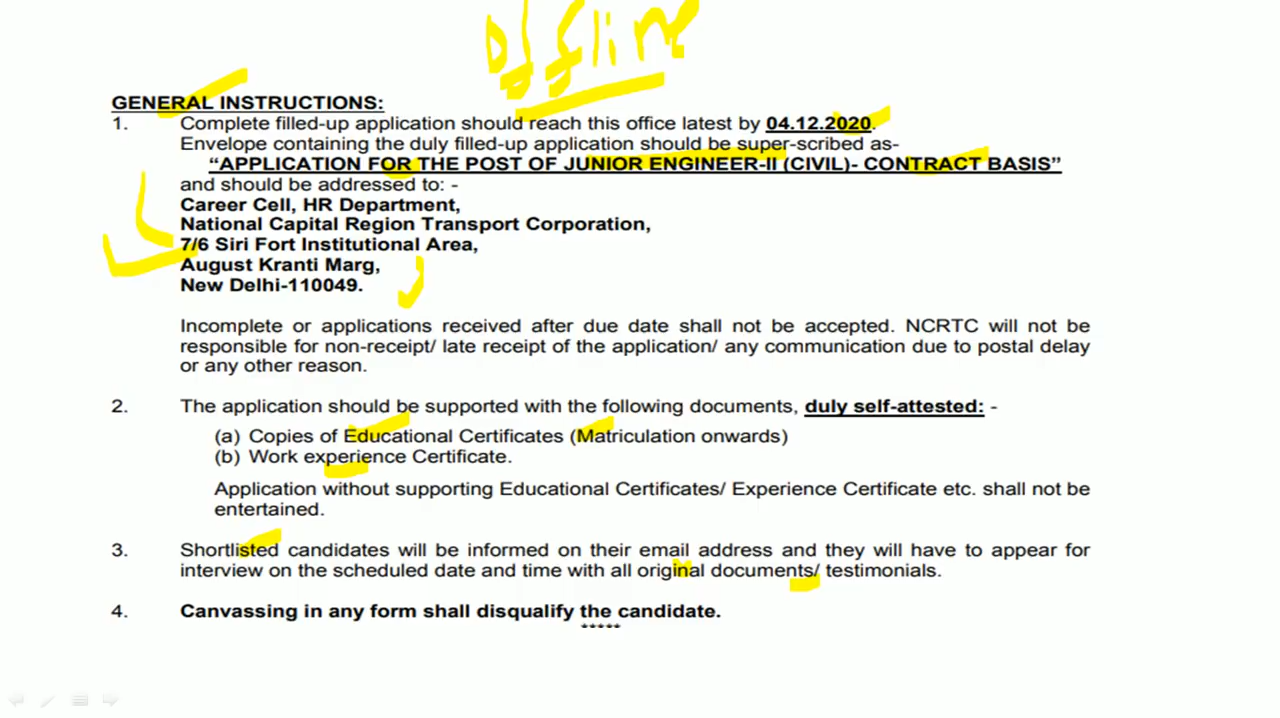 Offline
GENERAL INSTRUCTIONS:
1. Complete filled-up application should reach this office latest by 04.12.2020.
Envelope containing the duly filled-up application should be super-scribed as-
“APPLICATION FOR THE POST OF JUNIOR ENGINEER-II (CIVIL)- CONTRACT BASIS”
and should be addressed to: -
Career Cell, HR Department,
National Capital Region Transport Corporation,
7/6 Siri Fort Institutional Area,
August Kranti Marg,
New Delhi-110049.
Incomplete or applications received after due date shall not be accepted. NCRTC will not be
responsible for non-receipt/ late receipt of the application/ any communication due to postal delay
or any other reason.
2. The application should be supported with the following documents, duly self-attested: -
(a) Copies of Educational Certificates (Matriculation onwards)
(b) Work experience Certificate.
Application without supporting Educational Certificates/ Experience Certificate etc. shall not be
entertained.
3. Shortlisted candidates will be informed on their email address and they will have to appear for
interview on the scheduled date and time with all original documents/ testimonials.
4. Canvassing in any form shall disqualify the candidate.
*****